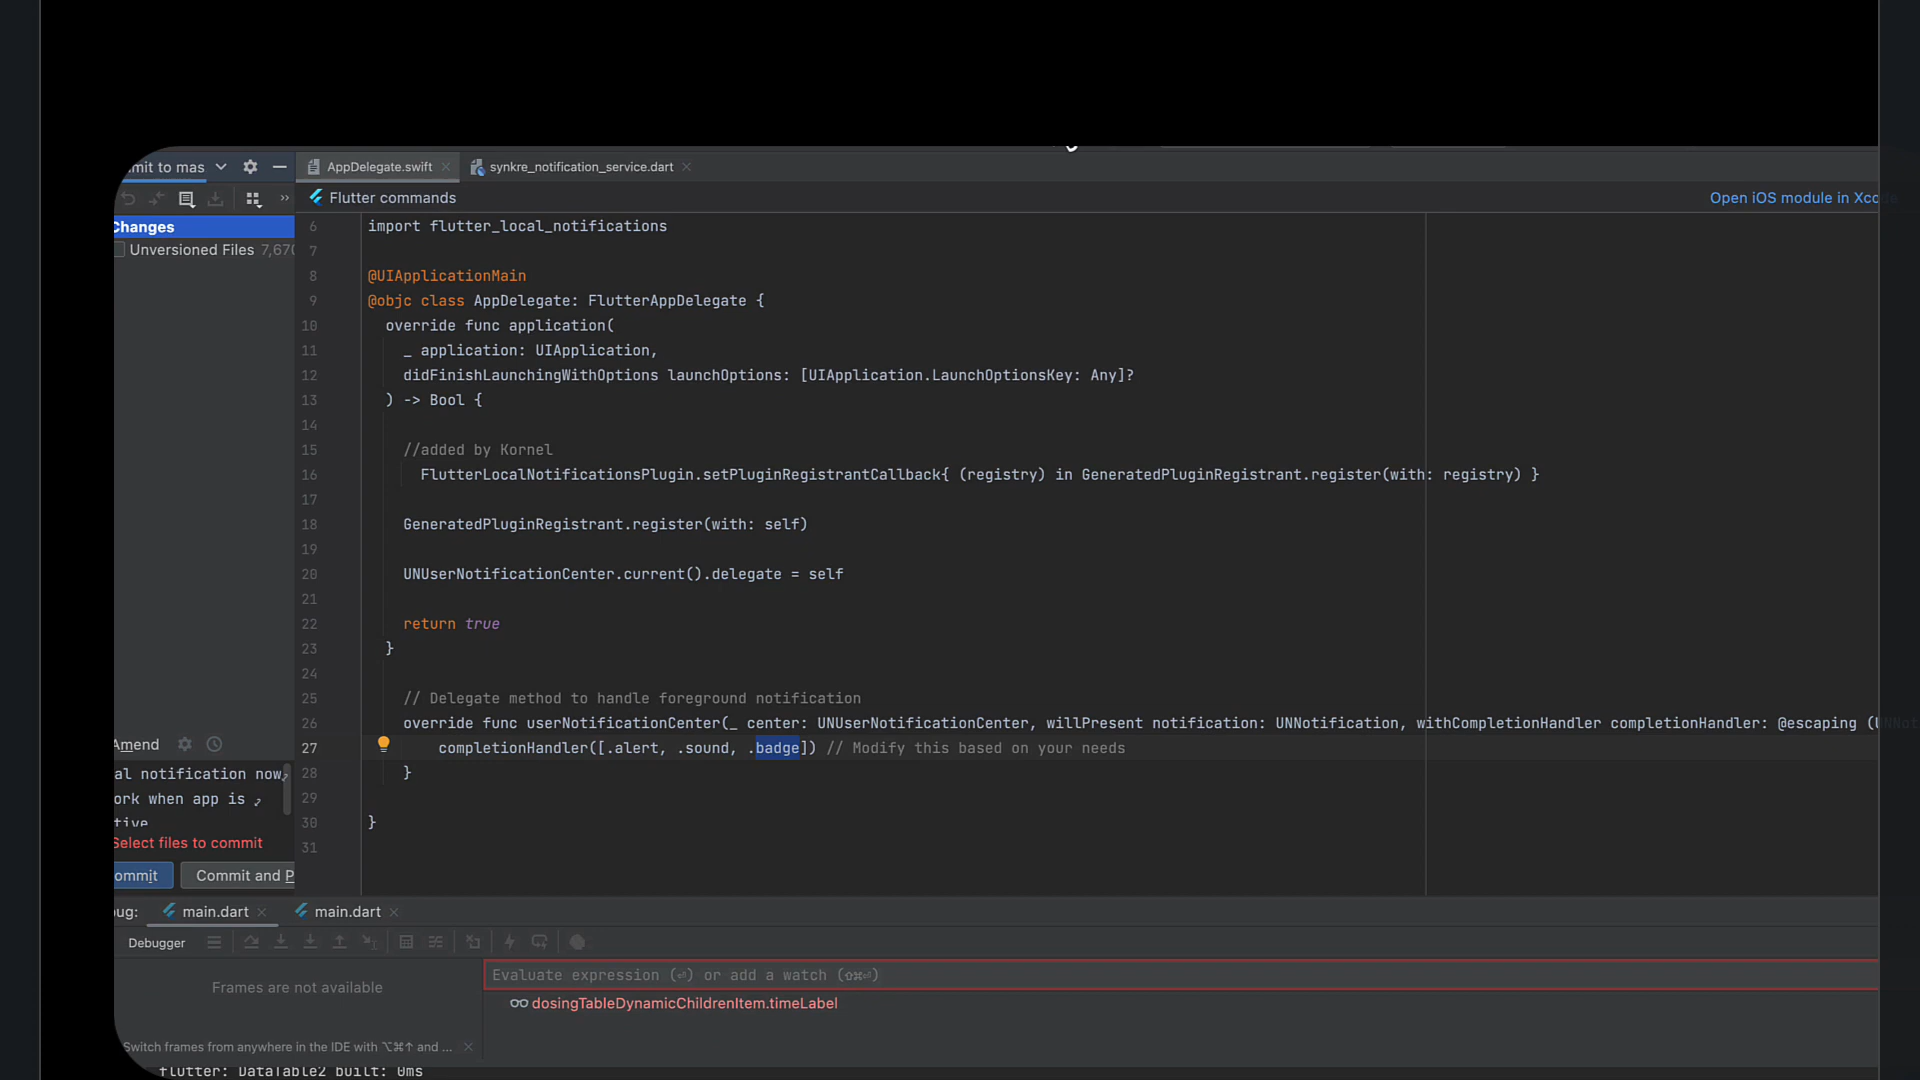 mit to mas
AppDelegate.swift
synkre_notification_service.dart
Flutter commands
Open iOS module in Xco
Changes
Unversioned Files 7,670
6 import flutter_local_notifications
7
8 @UIApplicationMain
9 @objc class AppDelegate: FlutterAppDelegate {
10 override func application(
11 _ application: UIApplication,
12 didFinishLaunchingWithOptions launchOptions: [UIApplication.LaunchOptionsKey: Any]?
13 ) -> Bool {
14
15 //added by Kornel
16 FlutterLocalNotificationsPlugin.setPluginRegistrantCallback{ (registry) in GeneratedPluginRegistrant.register(with: registry) }
17
18 GeneratedPluginRegistrant.register(with: self)
19
20 UNUserNotificationCenter.current().delegate = self
21
22 return true
23 }
24
25 // Delegate method to handle foreground notification
26 override func userNotificationCenter(_ center: UNUserNotificationCenter, willPresent notification: UNNotification, withCompletionHandler completionHandler: @escaping (
27 completionHandler([.alert, .sound, .badge]) // Modify this based on your needs
28 }
29
30 }
31
Amend
al notification now
ork when app is
tive
Select files to commit
ommit
Commit and P
ug:
main.dart
main.dart
Debugger
Evaluate expression (⏎) or add a watch (⇧⌘⏎)
Frames are not available
dosingTableDynamicChildrenItem.timeLabel
Switch frames from anywhere in the IDE with ⌥⌘↑ and ...
flutter: DataTable2 built: 0ms